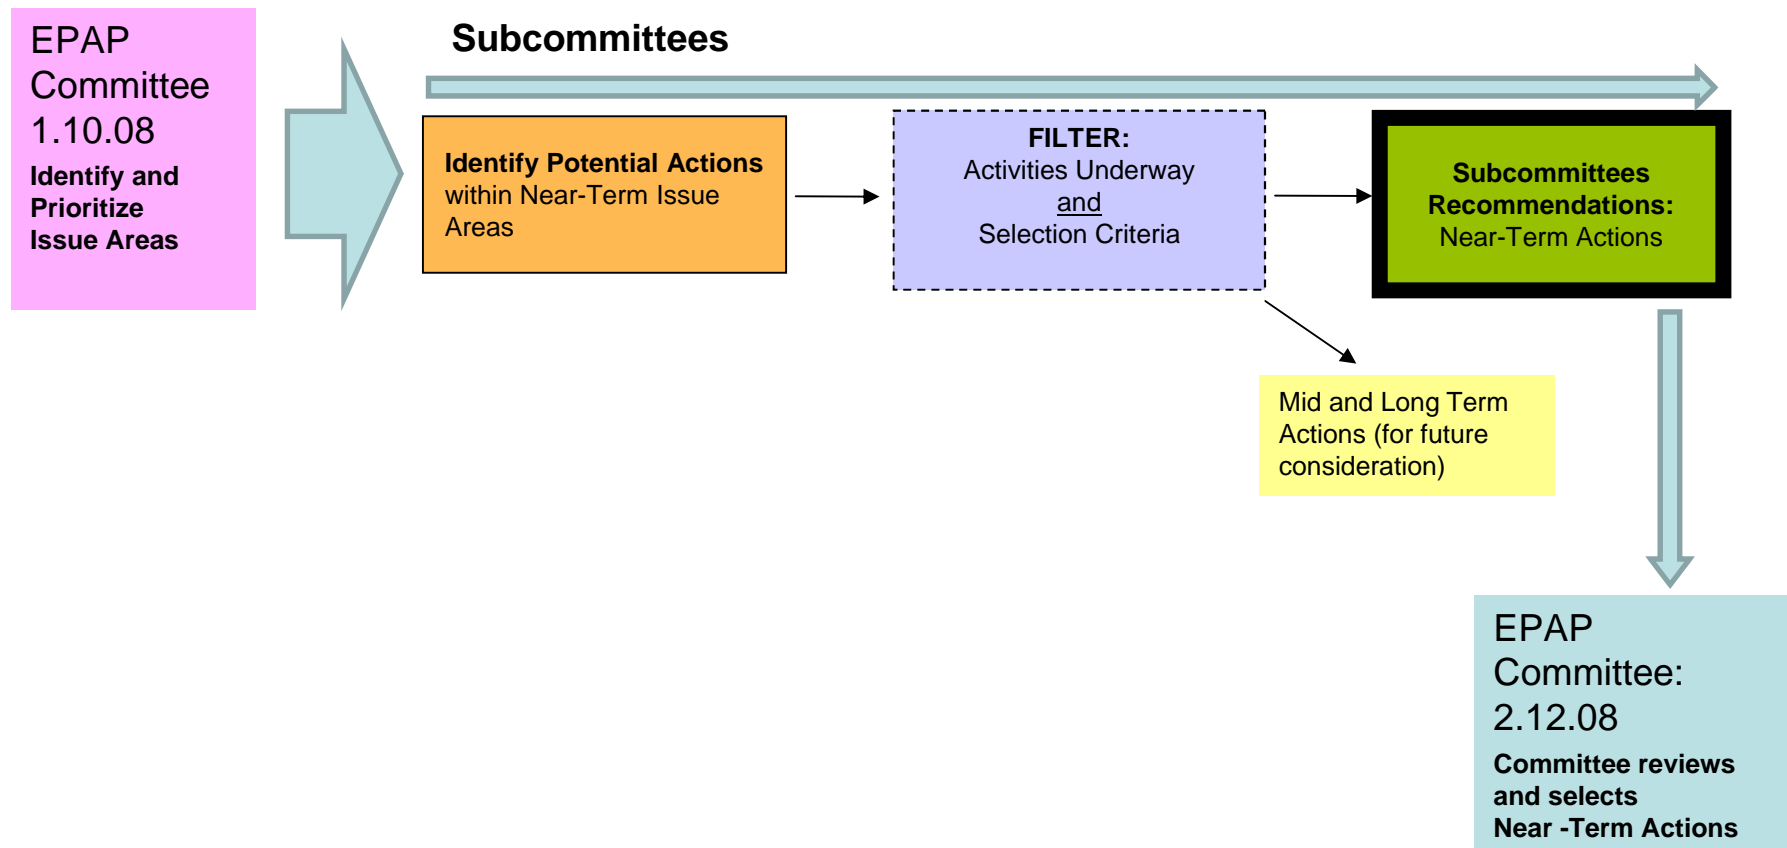 EPAP
Committee
1.10.08
Identify and
Prioritize
Issue Areas
Subcommittees
Identify Potential Actions
within Near-Term Issue
Areas
FILTER:
Activities Underway
and
Selection Criteria
Subcommittees
Recommendations:
Near-Term Actions
Mid and Long Term
Actions (for future
consideration)
EPAP
Committee:
2.12.08
Committee reviews
and selects
Near -Term Actions